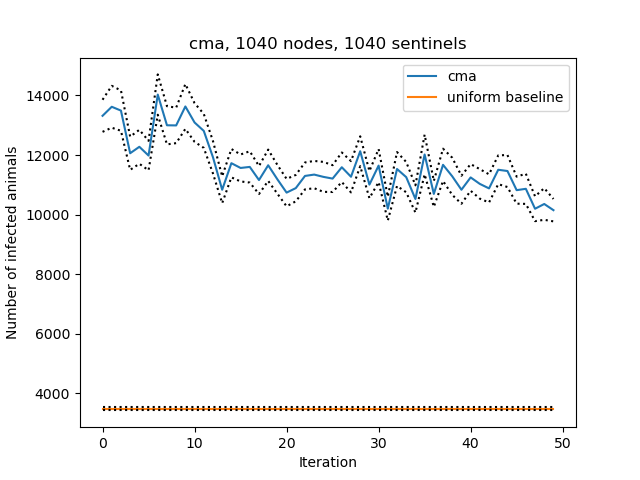 cma, 1040 nodes, 1040 sentinels
cma
uniform baseline
Number of infected animals
14000
12000
10000
8000
6000
4000
0
10
20
30
40
50
Iteration